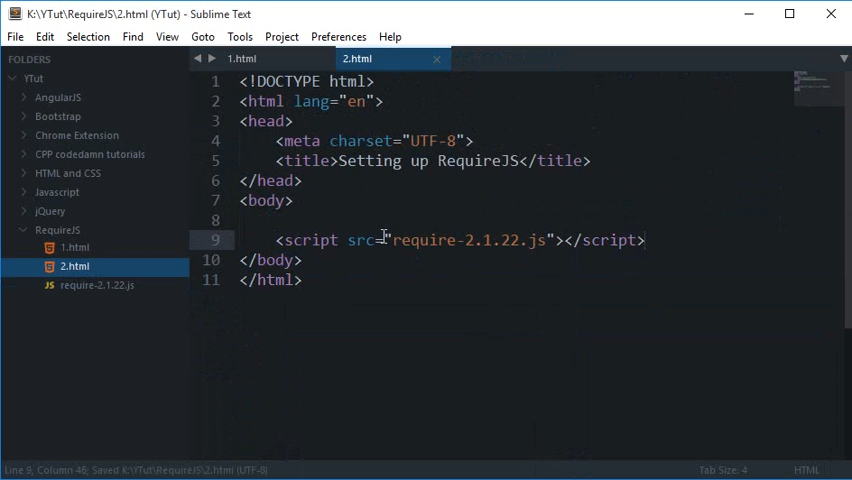 K:\YTut\RequireJS\2.html (YTut) - Sublime Text
File Edit Selection Find View Goto Tools Project Preferences Help
FOLDERS
YTut
AngularJS
Bootstrap
Chrome Extension
CPP codedamn tutorials
HTML and CSS
Javascript
jQuery
RequireJS
1.html
2.html
require-2.1.22.js
1.html 2.html
1 <!DOCTYPE html>
2 <html lang="en">
3 <head>
4 <meta charset="UTF-8">
5 <title>Setting up RequireJS</title>
6 </head>
7 <body>
8
9 <script src="require-2.1.22.js"></script>
10 </body>
11 </html>
Line 9, Column 46; Saved K:\YTut\RequireJS\2.html (UTF-8) Tab Size: 4 HTML